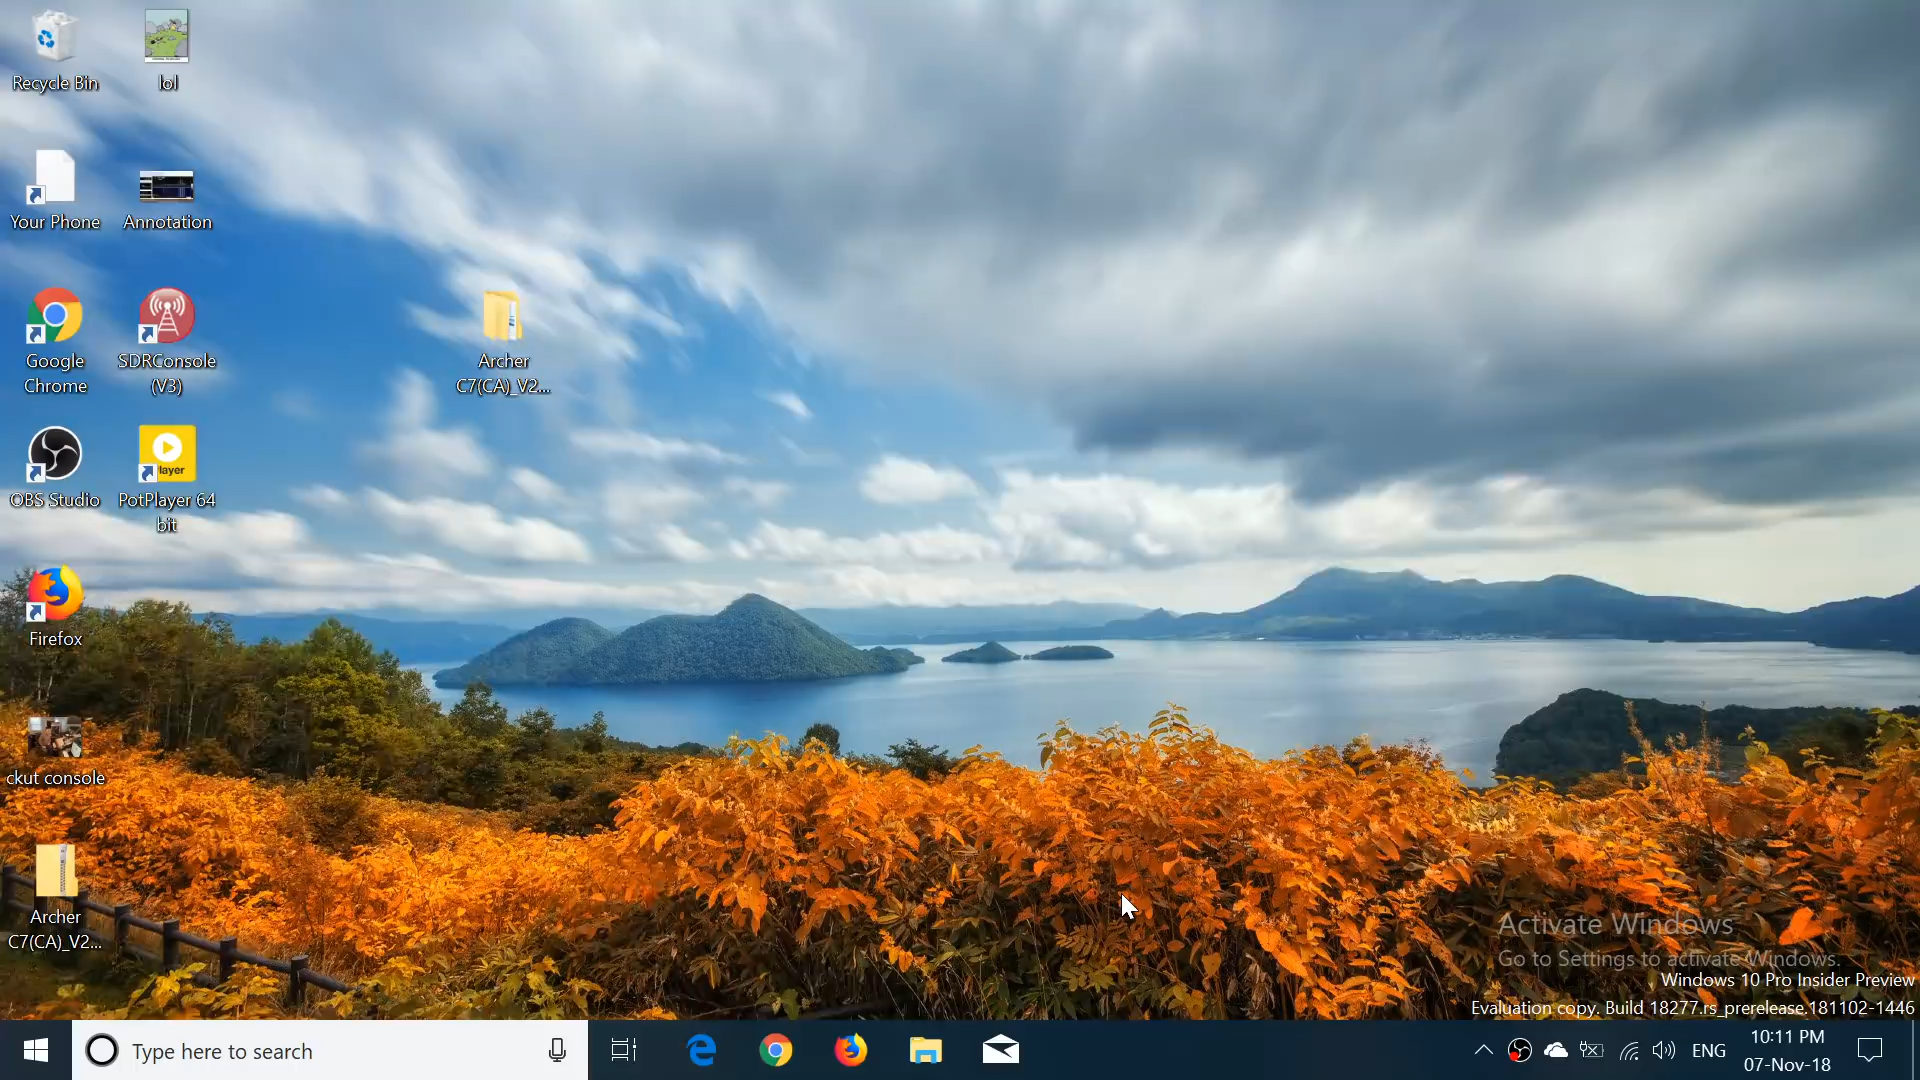 Recycle Bin
lol
Your Phone
Annotation
Google
Chrome
SDRConsole
(V3)
Archer
C7(CA)_V2....
OBS Studio
layer
PotPlayer 64
bit
Firefox
ckut console
Archer
C7(CA)_V2...
Activate Windows
Go to Settings to activate Windows.
Windows 10 Pro Insider Preview
Evaluation copy. Build 18277.rs_prerelease.181102-1446
Type here to search
ENG
10:11 PM
07-Nov-18